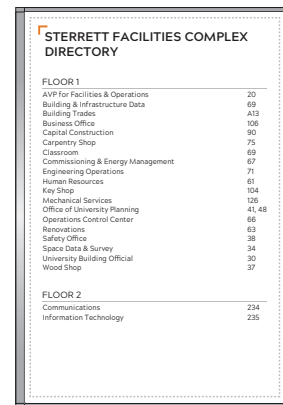 STERRETT FACILITIES COMPLEX
DIRECTORY
FLOOR 1
AVP for Facilities & Operations 20
Building & Infrastructure Data 69
Building Trades A13
Business Office 106
Capital Construction 90
Carpentry Shop 75
Classroom 69
Commissioning & Energy Management 67
Engineering Operations 71
Human Resources 61
Key Shop 104
Mechanical Services 126
Office of University Planning 41, 48
Operations Control Center 66
Renovations 63
Safety Office 38
Space Data & Survey 34
University Building Official 30
Wood Shop 37
FLOOR 2
Communications 234
Information Technology 235